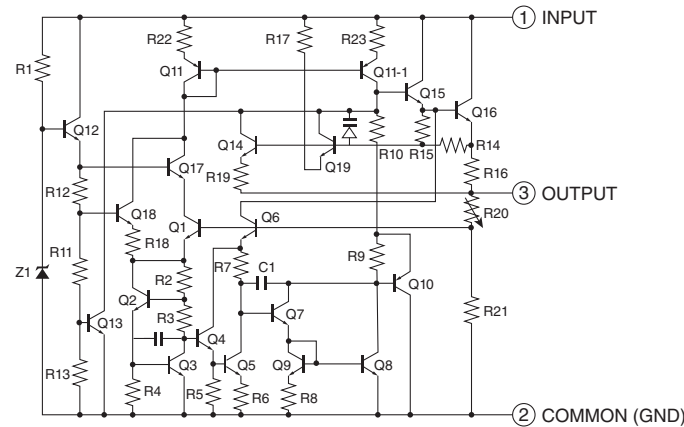 ① INPUT
R22
R17
R23
R1
Q11
Q11-1
Q15
Q16
Q12
Q14
R10
R15
R14
Q17
R19
Q19
R16
R12
③ OUTPUT
Q18
Q1
Q6
R20
R18
R11
R7
C1
R9
Z1
R2
Q10
Q2
R21
R3
Q7
Q13
Q4
Q3
Q5
Q9
Q8
R13
R4
R5
R6
R8
② COMMON (GND)